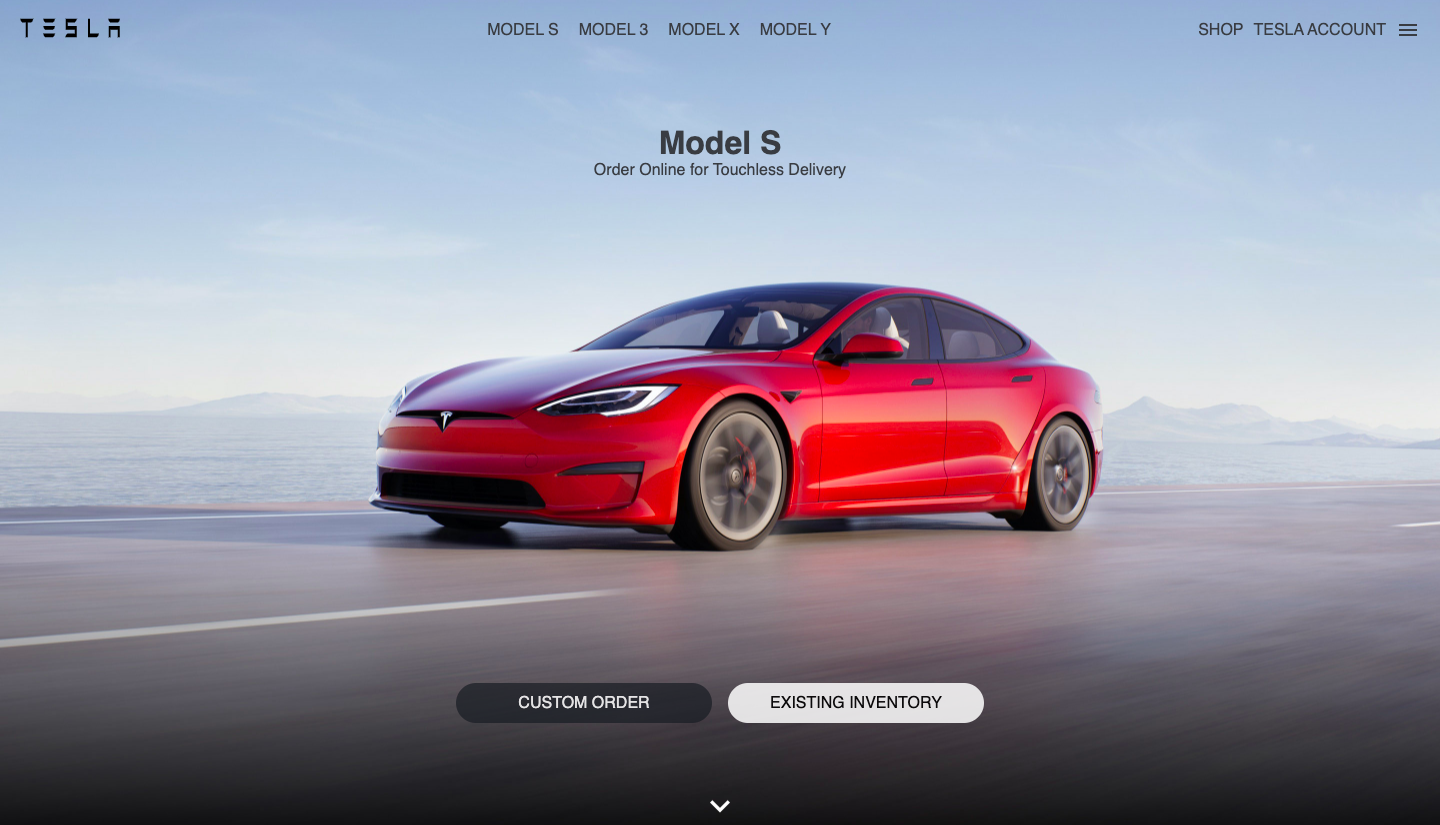 TESLA
MODEL S MODEL 3 MODEL X MODEL Y
SHOP TESLA ACCOUNT
Model S
Order Online for Touchless Delivery
CUSTOM ORDER
EXISTING INVENTORY